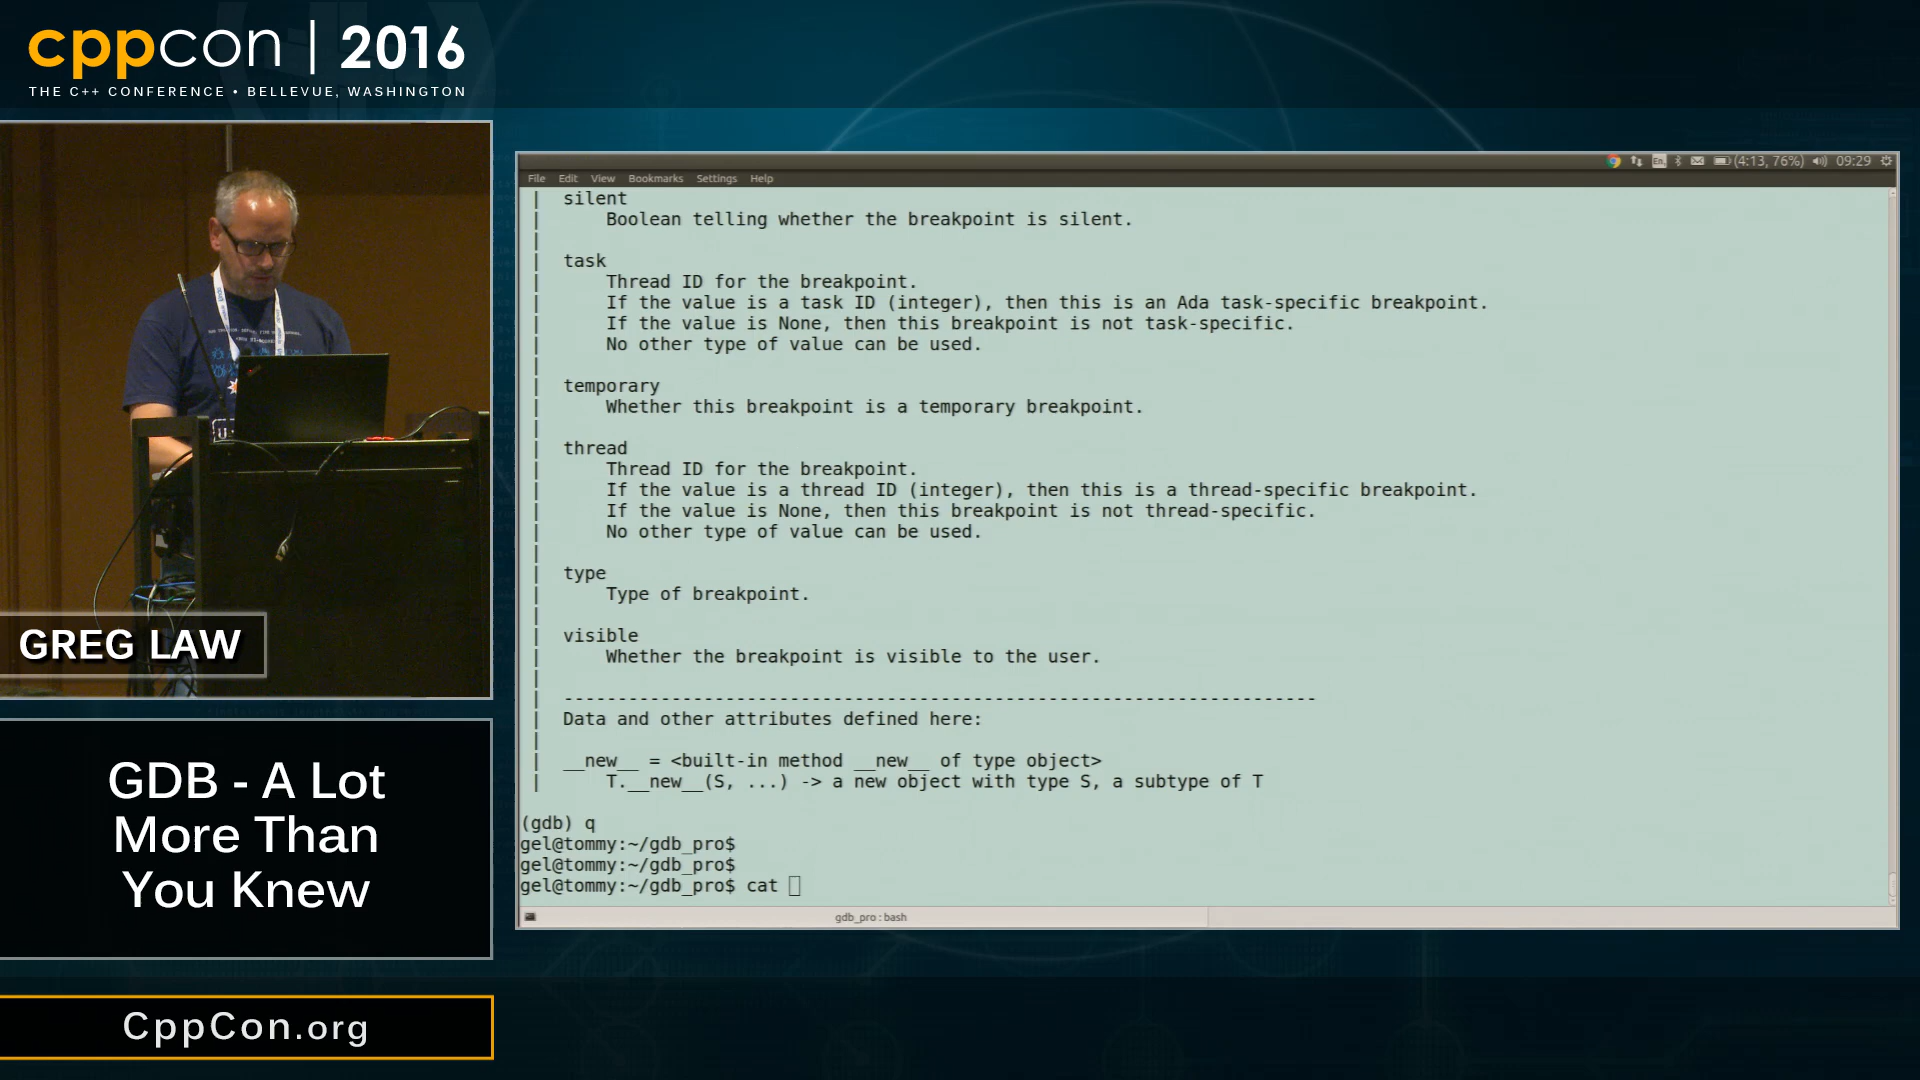 cppcon | 2016
THE C++ CONFERENCE • BELLEVUE, WASHINGTON
GREG LAW
GDB - A Lot
More Than
You Knew
CppCon.org
(4:13, 76%) 09:29
File Edit View Bookmarks Settings Help
| silent
| Boolean telling whether the breakpoint is silent.
|
| task
| Thread ID for the breakpoint.
| If the value is a task ID (integer), then this is an Ada task-specific breakpoint.
| If the value is None, then this breakpoint is not task-specific.
| No other type of value can be used.
|
| temporary
| Whether this breakpoint is a temporary breakpoint.
|
| thread
| Thread ID for the breakpoint.
| If the value is a thread ID (integer), then this is a thread-specific breakpoint.
| If the value is None, then this breakpoint is not thread-specific.
| No other type of value can be used.
|
| type
| Type of breakpoint.
|
| visible
| Whether the breakpoint is visible to the user.
|
| ----------------------------------------------------------------------
| Data and other attributes defined here:
|
| __new__ = <built-in method __new__ of type object>
| T.__new__(S, ...) -> a new object with type S, a subtype of T
(gdb) q
gel@tommy:~/gdb_pro$
gel@tommy:~/gdb_pro$
gel@tommy:~/gdb_pro$ cat
gdb_pro : bash